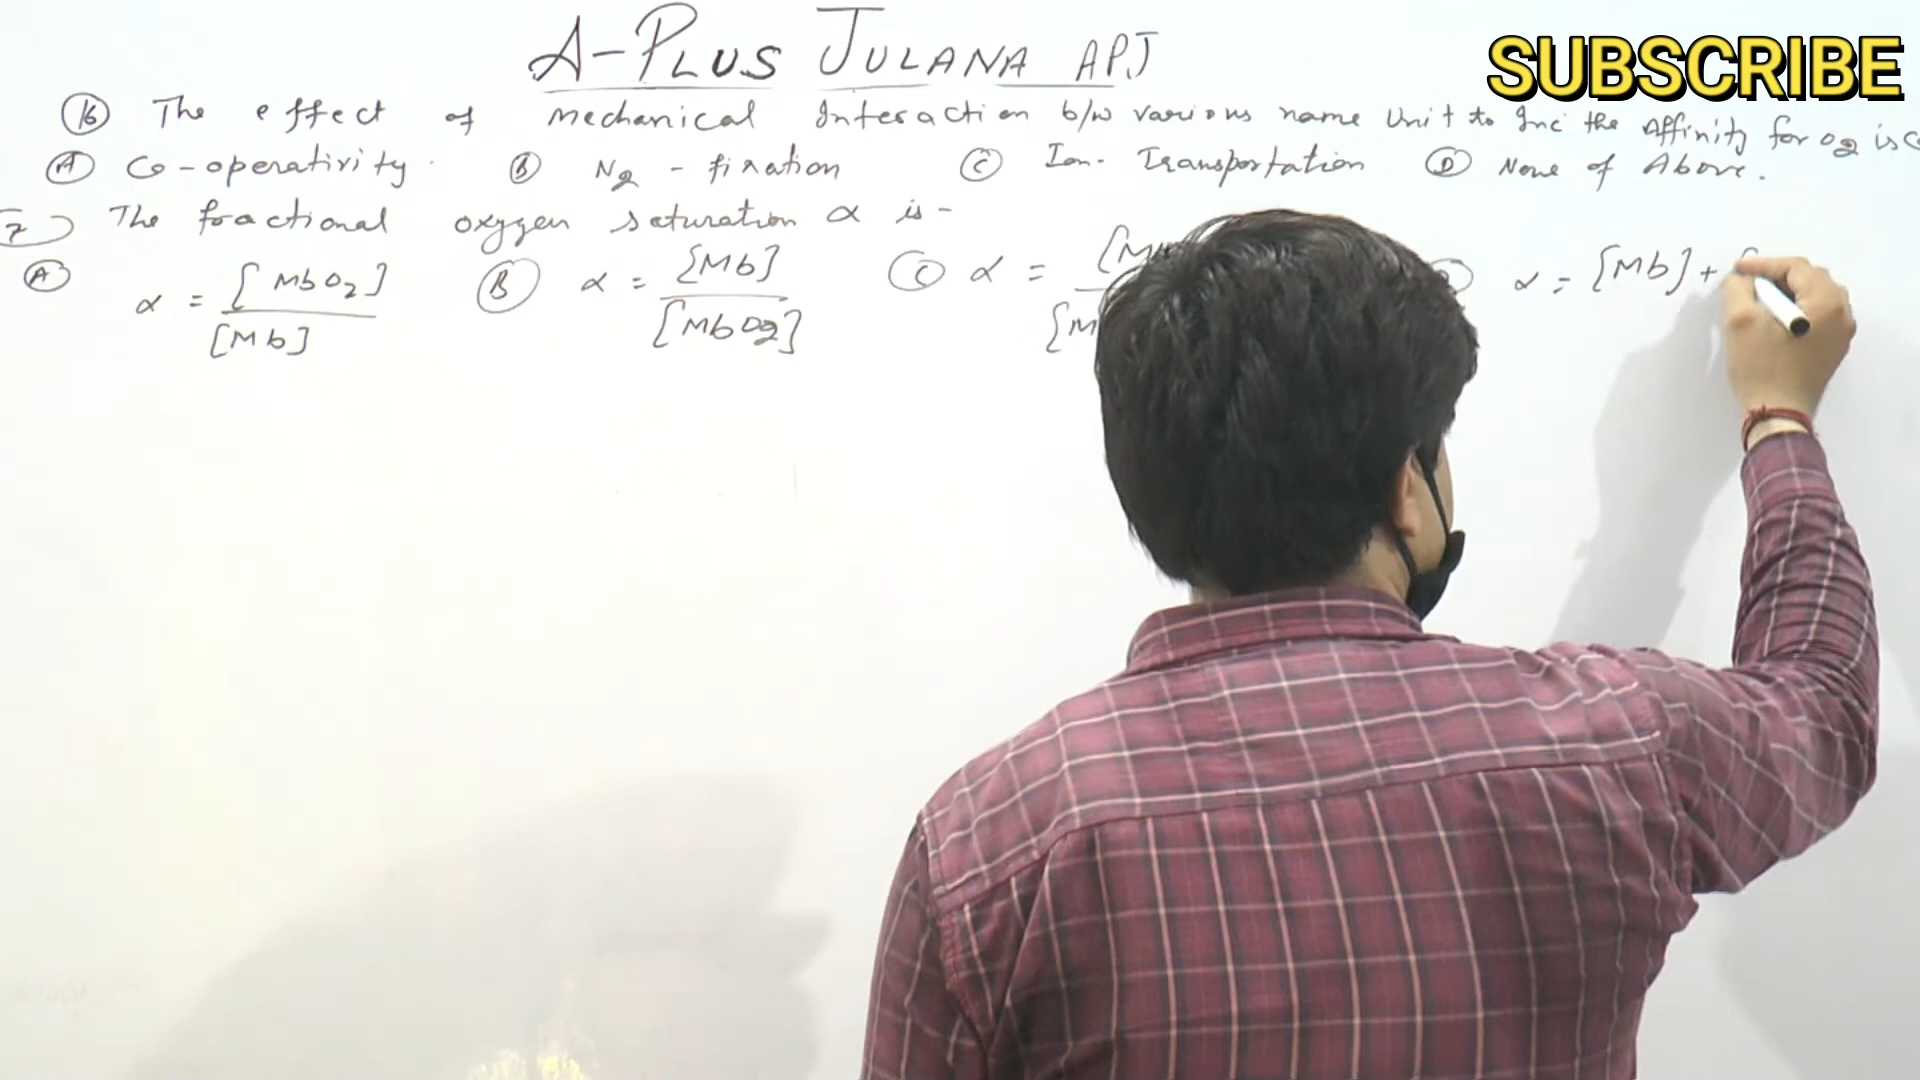 A-PLUS JULANA APJ
SUBSCRIBE
16 The effect of mechanical Interaction b/w various name Unit to Inc the Affinity for O2 is
A Co-operativity B N2 - fixation C Ion- Transportation D None of Above.
7 The fractional oxygen saturation α is -
A α = [MbO2] / [Mb] B α = [Mb] / [MbO2] C α = α = [Mb] +